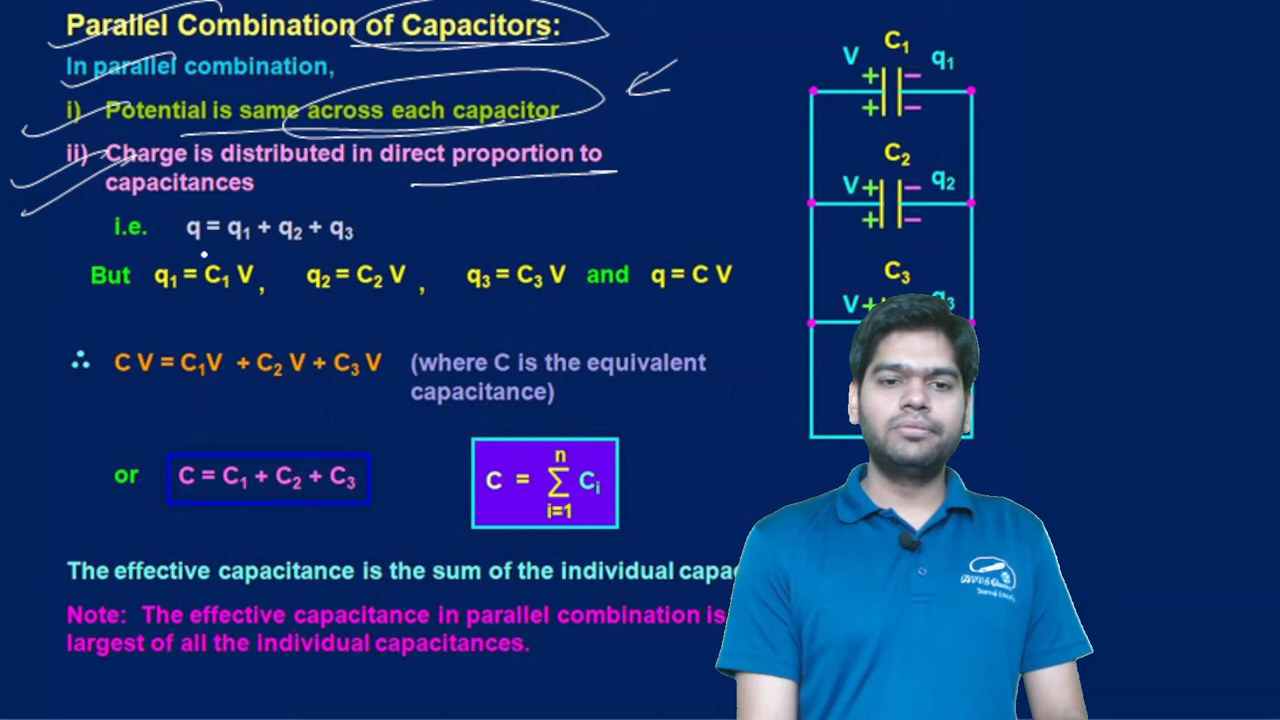 Parallel Combination of Capacitors:
In parallel combination,
i) Potential is same across each capacitor
ii) Charge is distributed in direct proportion to
capacitances
i.e. q = q₁ + q₂ + q₃
But q₁ = C₁ V , q₂ = C₂ V , q₃ = C₃ V and q = C V
∴ C V = C₁V + C₂ V + C₃ V (where C is the equivalent
capacitance)
or C = C₁ + C₂ + C₃
C = n ∑ i=1 Cᵢ
The effective capacitance is the sum of the individual
Note: The effective capacitance in parallel combination is
largest of all the individual capacitances.
C₁
V q₁
+ −
+ −
C₂
V + − q₂
+ −
C₃
V + q₃